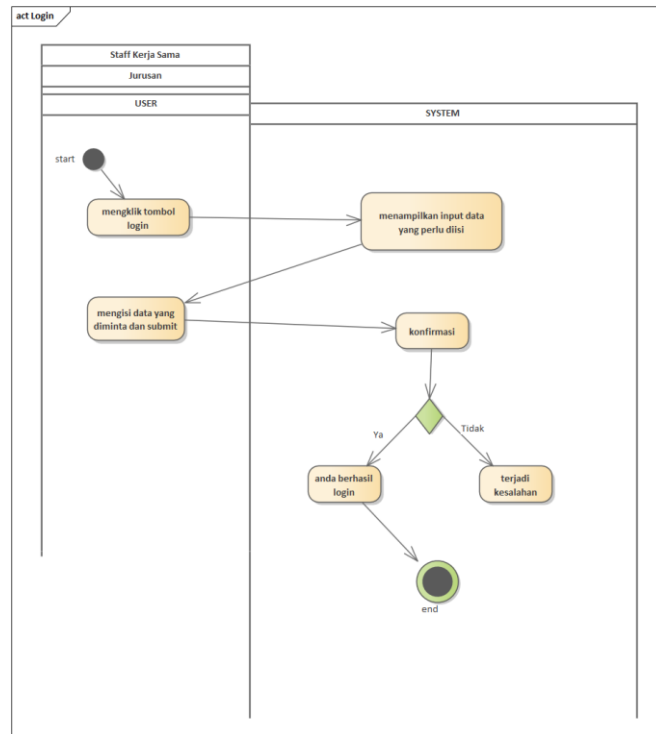 act Login
Staff Kerja Sama
Jurusan
USER
SYSTEM
start
mengklik tombol
login
menampilkan input data
yang perlu diisi
mengisi data yang
diminta dan submit
konfirmasi
Ya
Tidak
anda berhasil
login
terjadi
kesalahan
end